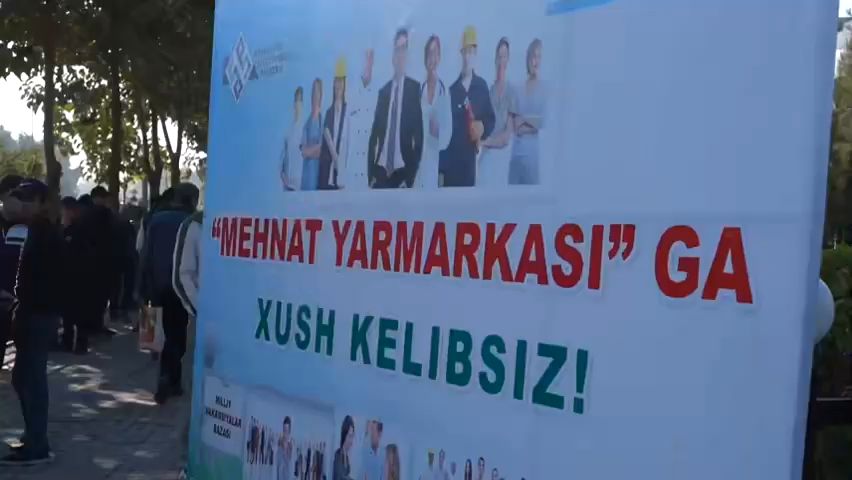 “MEHNAT YARMARKASI” GA
XUSH KELIBSIZ!
MILLIY
VAKANSIYALAR
BAZASI